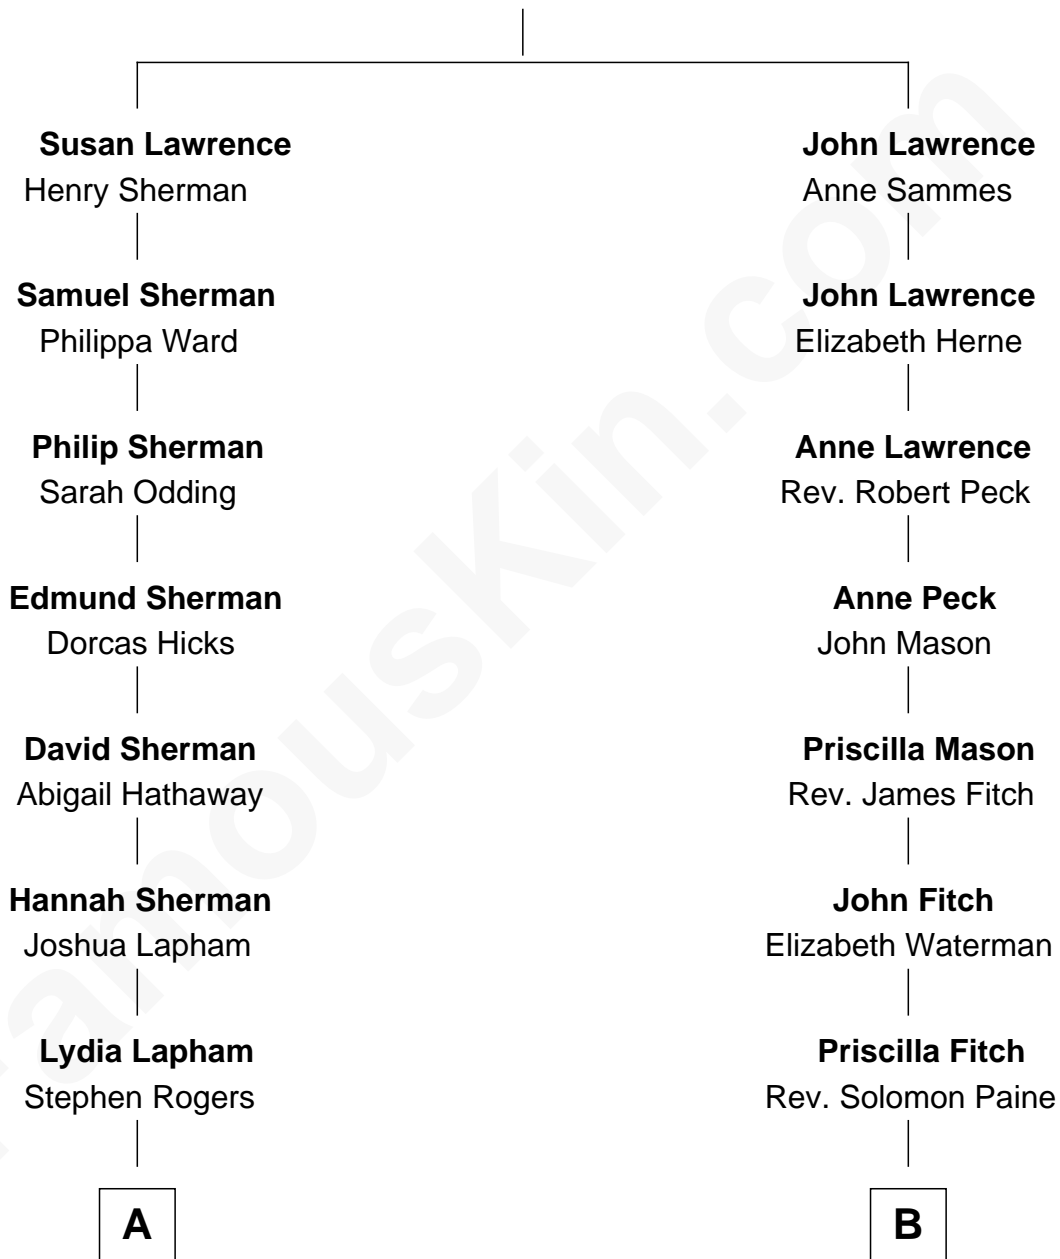 Susan Lawrence
Henry Sherman
Samuel Sherman
Philippa Ward
Philip Sherman
Sarah Odding
Edmund Sherman
Dorcas Hicks
David Sherman
Abigail Hathaway
Hannah Sherman
Joshua Lapham
Lydia Lapham
Stephen Rogers
A
John Lawrence
Anne Sammes
John Lawrence
Elizabeth Herne
Anne Lawrence
Rev. Robert Peck
Anne Peck
John Mason
Priscilla Mason
Rev. James Fitch
John Fitch
Elizabeth Waterman
Priscilla Fitch
Rev. Solomon Paine
B
FamousKin.com